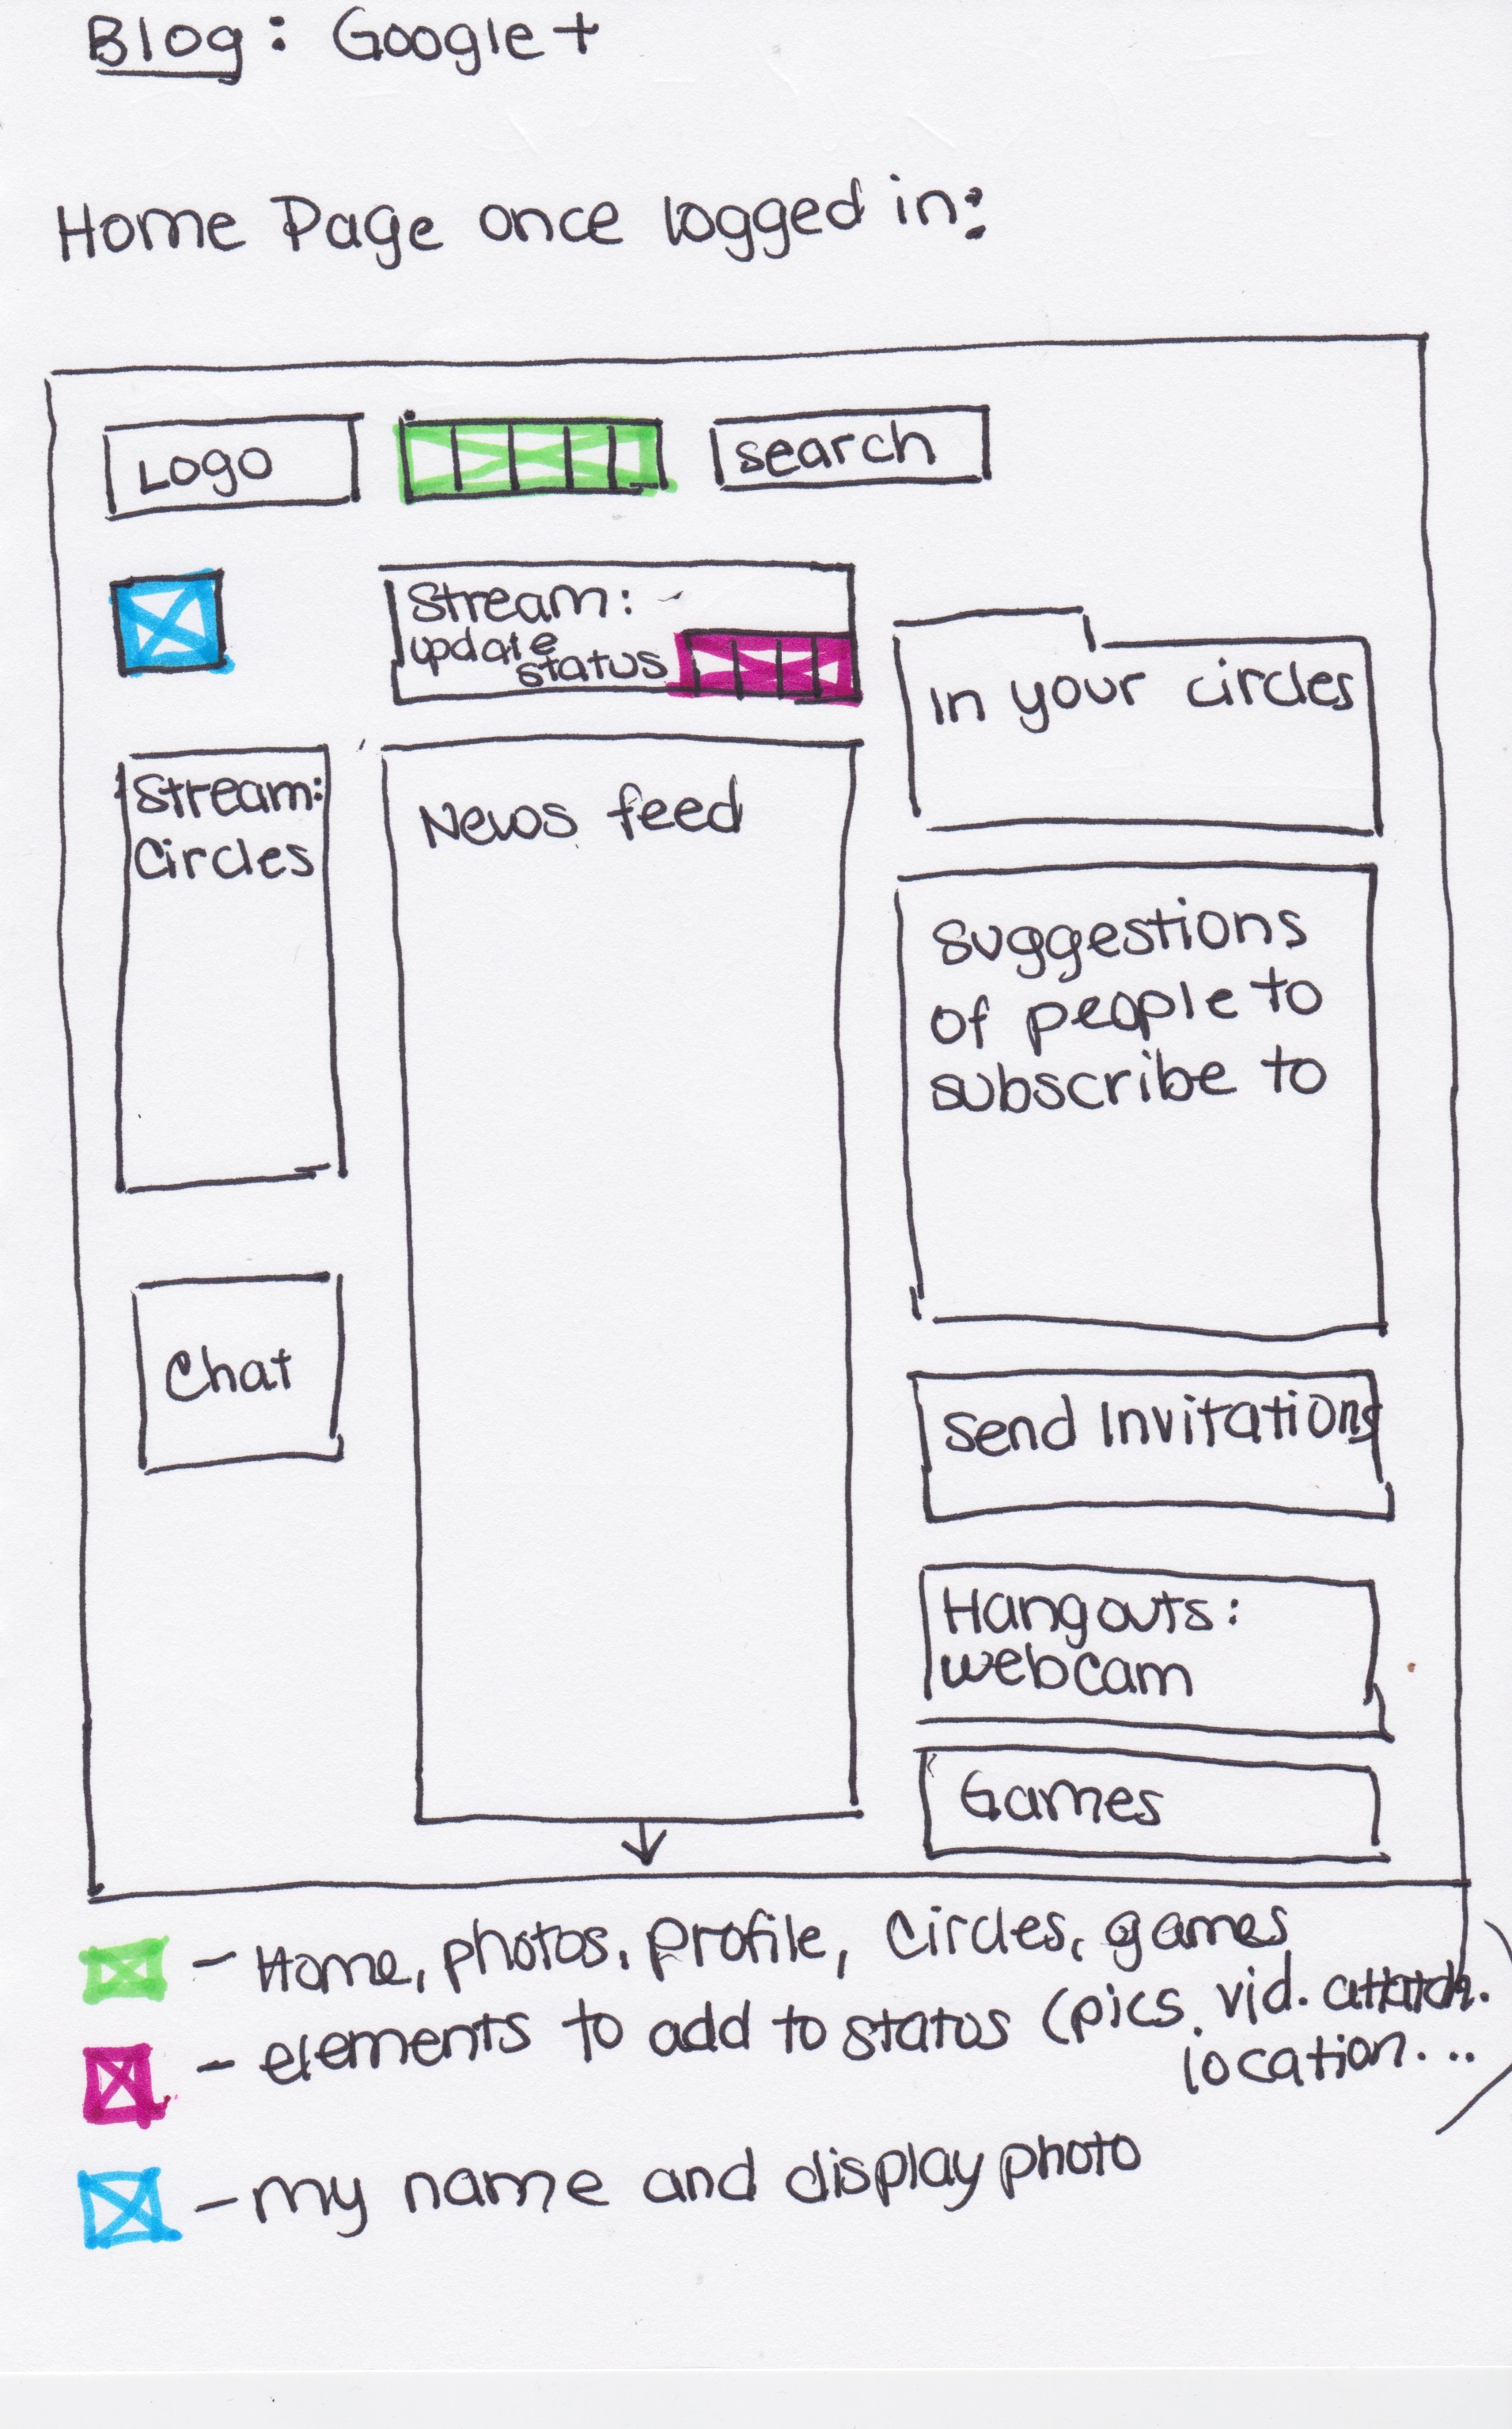 Blog: Google+
Home Page once logged in:
Logo
search
Stream:
update
status
in your circles
Stream:
Circles
News feed
Suggestions
of people to
subscribe to
Chat
Send Invitations
Hangouts:
webcam
Games
- Home, photos, profile, circles, games
- elements to add to status (pics, vid. attatch.
location...)
- my name and display photo